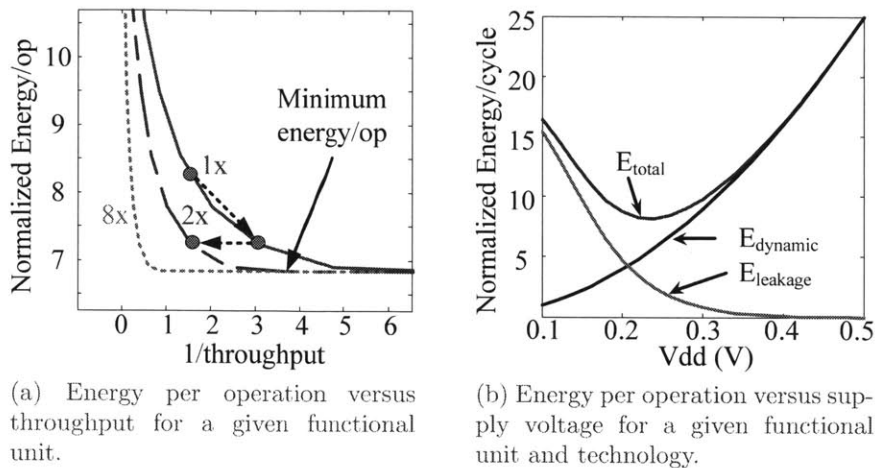 Normalized Energy/op
10
9
8
7
0 1 2 3 4 5 6
1/throughput
1x
2x
8x
Minimum
energy/op
(a) Energy per operation versus
throughput for a given functional
unit.
Normalized Energy/cycle
25
20
15
10
5
0.1 0.2 0.3 0.4 0.5
Vdd (V)
E_total
E_dynamic
E_leakage
(b) Energy per operation versus sup-
ply voltage for a given functional
unit and technology.